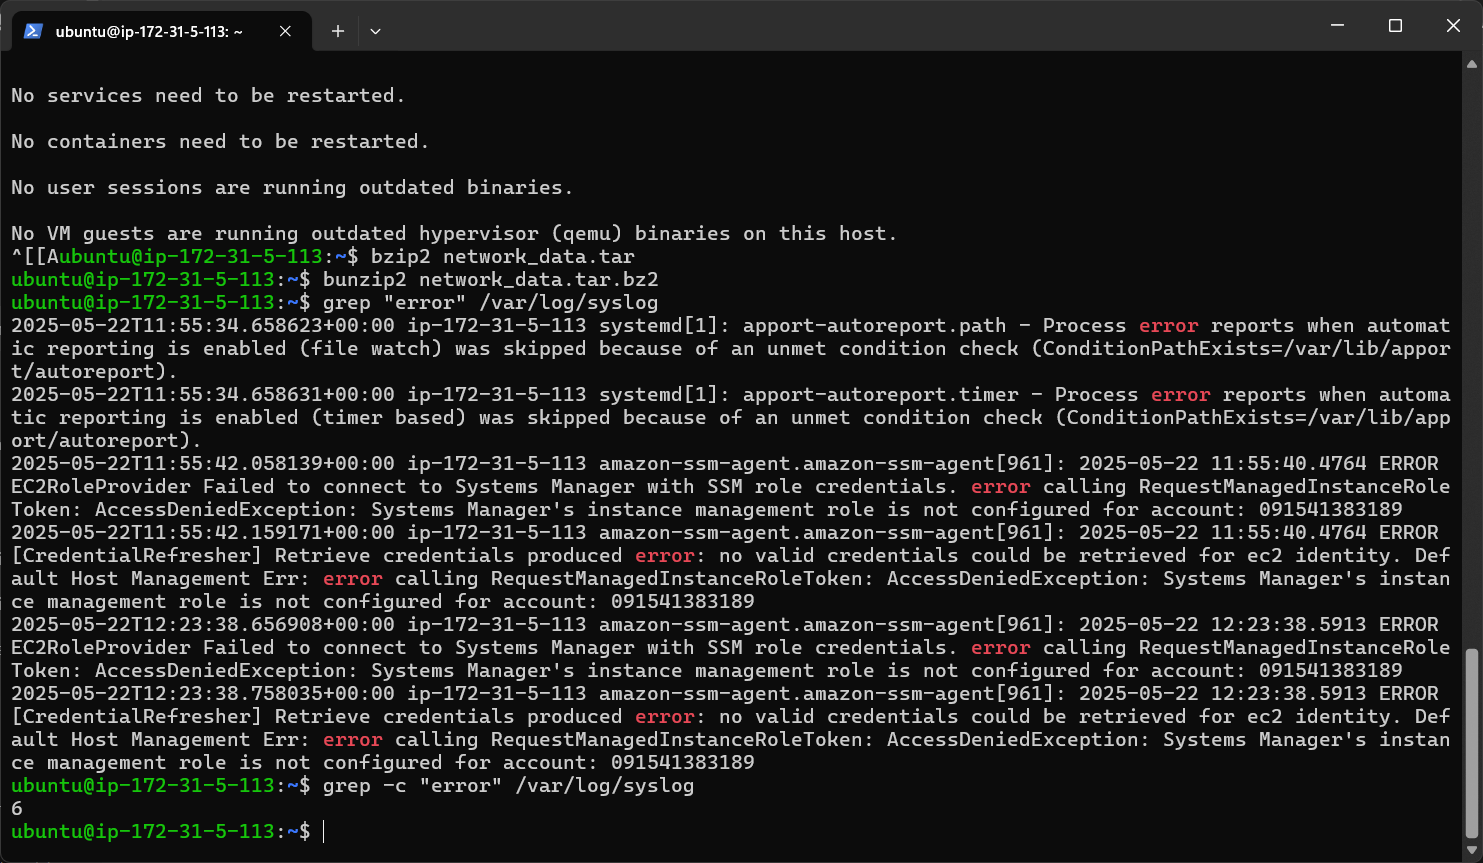 ubuntu@ip-172-31-5-113: ~
No services need to be restarted.
No containers need to be restarted.
No user sessions are running outdated binaries.
No VM guests are running outdated hypervisor (qemu) binaries on this host.
^[[Aubuntu@ip-172-31-5-113:~$ bzip2 network_data.tar
ubuntu@ip-172-31-5-113:~$ bunzip2 network_data.tar.bz2
ubuntu@ip-172-31-5-113:~$ grep "error" /var/log/syslog
2025-05-22T11:55:34.658623+00:00 ip-172-31-5-113 systemd[1]: apport-autoreport.path - Process error reports when automat
ic reporting is enabled (file watch) was skipped because of an unmet condition check (ConditionPathExists=/var/lib/appor
t/autoreport).
2025-05-22T11:55:34.658631+00:00 ip-172-31-5-113 systemd[1]: apport-autoreport.timer - Process error reports when automa
tic reporting is enabled (timer based) was skipped because of an unmet condition check (ConditionPathExists=/var/lib/app
ort/autoreport).
2025-05-22T11:55:42.058139+00:00 ip-172-31-5-113 amazon-ssm-agent.amazon-ssm-agent[961]: 2025-05-22 11:55:40.4764 ERROR
EC2RoleProvider Failed to connect to Systems Manager with SSM role credentials. error calling RequestManagedInstanceRole
Token: AccessDeniedException: Systems Manager's instance management role is not configured for account: 091541383189
2025-05-22T11:55:42.159171+00:00 ip-172-31-5-113 amazon-ssm-agent.amazon-ssm-agent[961]: 2025-05-22 11:55:40.4764 ERROR
[CredentialRefresher] Retrieve credentials produced error: no valid credentials could be retrieved for ec2 identity. Def
ault Host Management Err: error calling RequestManagedInstanceRoleToken: AccessDeniedException: Systems Manager's instan
ce management role is not configured for account: 091541383189
2025-05-22T12:23:38.656908+00:00 ip-172-31-5-113 amazon-ssm-agent.amazon-ssm-agent[961]: 2025-05-22 12:23:38.5913 ERROR
EC2RoleProvider Failed to connect to Systems Manager with SSM role credentials. error calling RequestManagedInstanceRole
Token: AccessDeniedException: Systems Manager's instance management role is not configured for account: 091541383189
2025-05-22T12:23:38.758035+00:00 ip-172-31-5-113 amazon-ssm-agent.amazon-ssm-agent[961]: 2025-05-22 12:23:38.5913 ERROR
[CredentialRefresher] Retrieve credentials produced error: no valid credentials could be retrieved for ec2 identity. Def
ault Host Management Err: error calling RequestManagedInstanceRoleToken: AccessDeniedException: Systems Manager's instan
ce management role is not configured for account: 091541383189
ubuntu@ip-172-31-5-113:~$ grep -c "error" /var/log/syslog
6
ubuntu@ip-172-31-5-113:~$